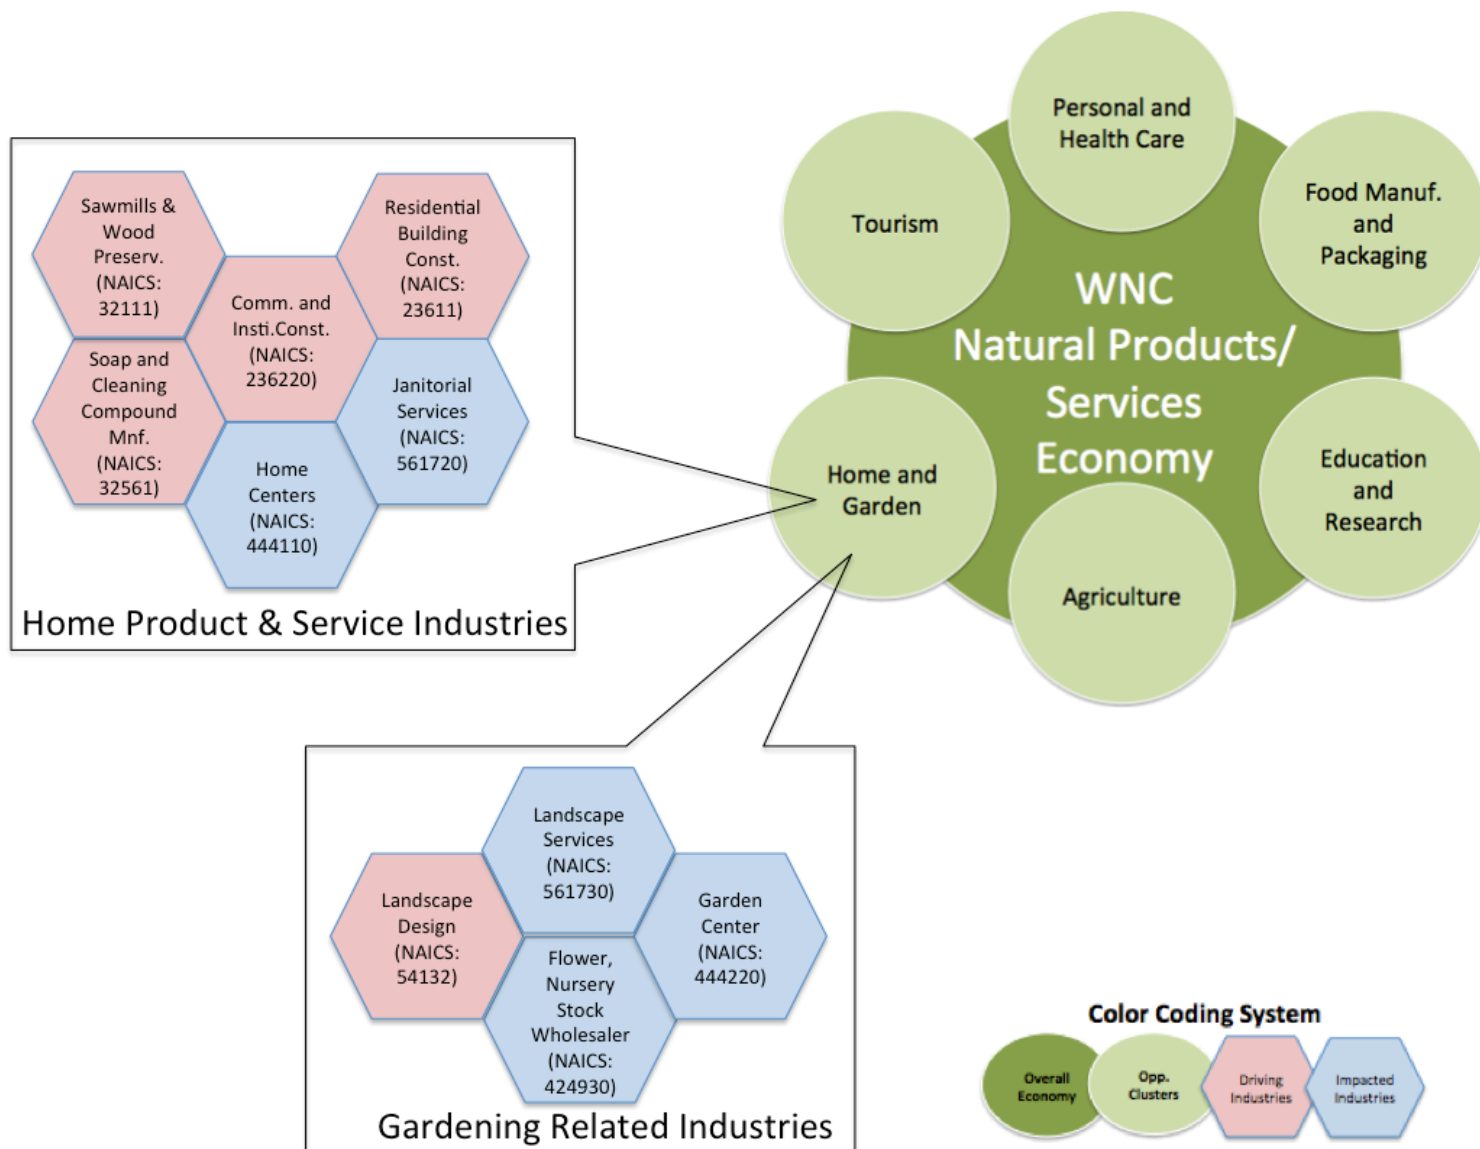 Personal and
Health Care
Tourism
Food Manuf.
and
Packaging
WNC
Natural Products/
Services
Economy
Home and
Garden
Education
and
Research
Agriculture
Sawmills &
Wood
Preserv.
(NAICS:
32111)
Residential
Building
Const.
(NAICS:
23611)
Comm. and
Insti.Const.
(NAICS:
236220)
Soap and
Cleaning
Compound
Mnf.
(NAICS:
32561)
Janitorial
Services
(NAICS:
561720)
Home
Centers
(NAICS:
444110)
Home Product & Service Industries
Landscape
Services
(NAICS:
561730)
Landscape
Design
(NAICS:
54132)
Garden
Center
(NAICS:
444220)
Flower,
Nursery
Stock
Wholesaler
(NAICS:
424930)
Gardening Related Industries
Color Coding System
Overall
Economy
Opp.
Clusters
Driving
Industries
Impacted
Industries